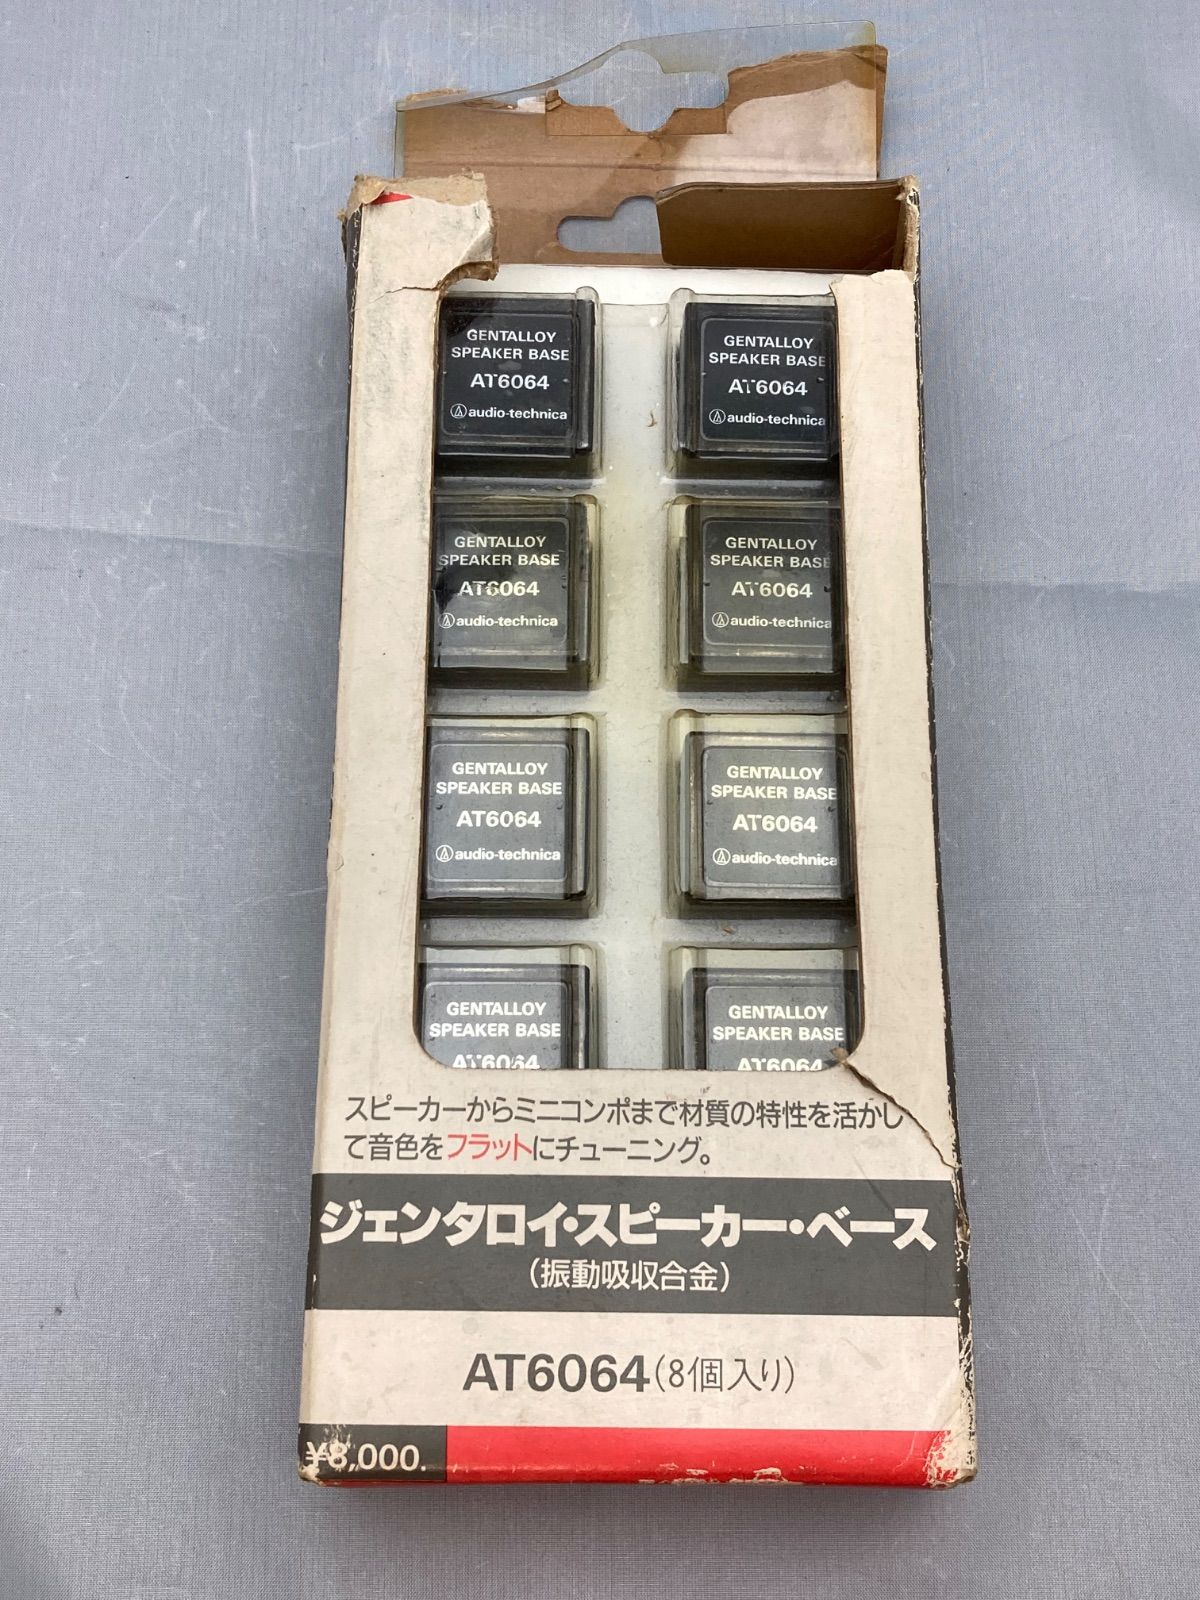 GENTALLOY
SPEAKER BASE
AT6064
audio-technica
GENTALLOY
SPEAKER BASE
AT6064
audio-technica
GENTALLOY
SPEAKER BASE
AT6064
audio-technica
GENTALLOY
SPEAKER BASE
AT6064
audio-technica
GENTALLOY
SPEAKER BASE
AT6064
audio-technica
GENTALLOY
SPEAKER BASE
AT6064
audio-technica
GENTALLOY
SPEAKER BASE
AT6064
GENTALLOY
SPEAKER BASE
AT6064
スピーカーからミニコンポまで材質の特性を活かし
て音色をフラットにチューニング。
ジェンタロイ・スピーカー・ベース
(振動吸収合金)
AT6064(8個入り)
¥8,000.